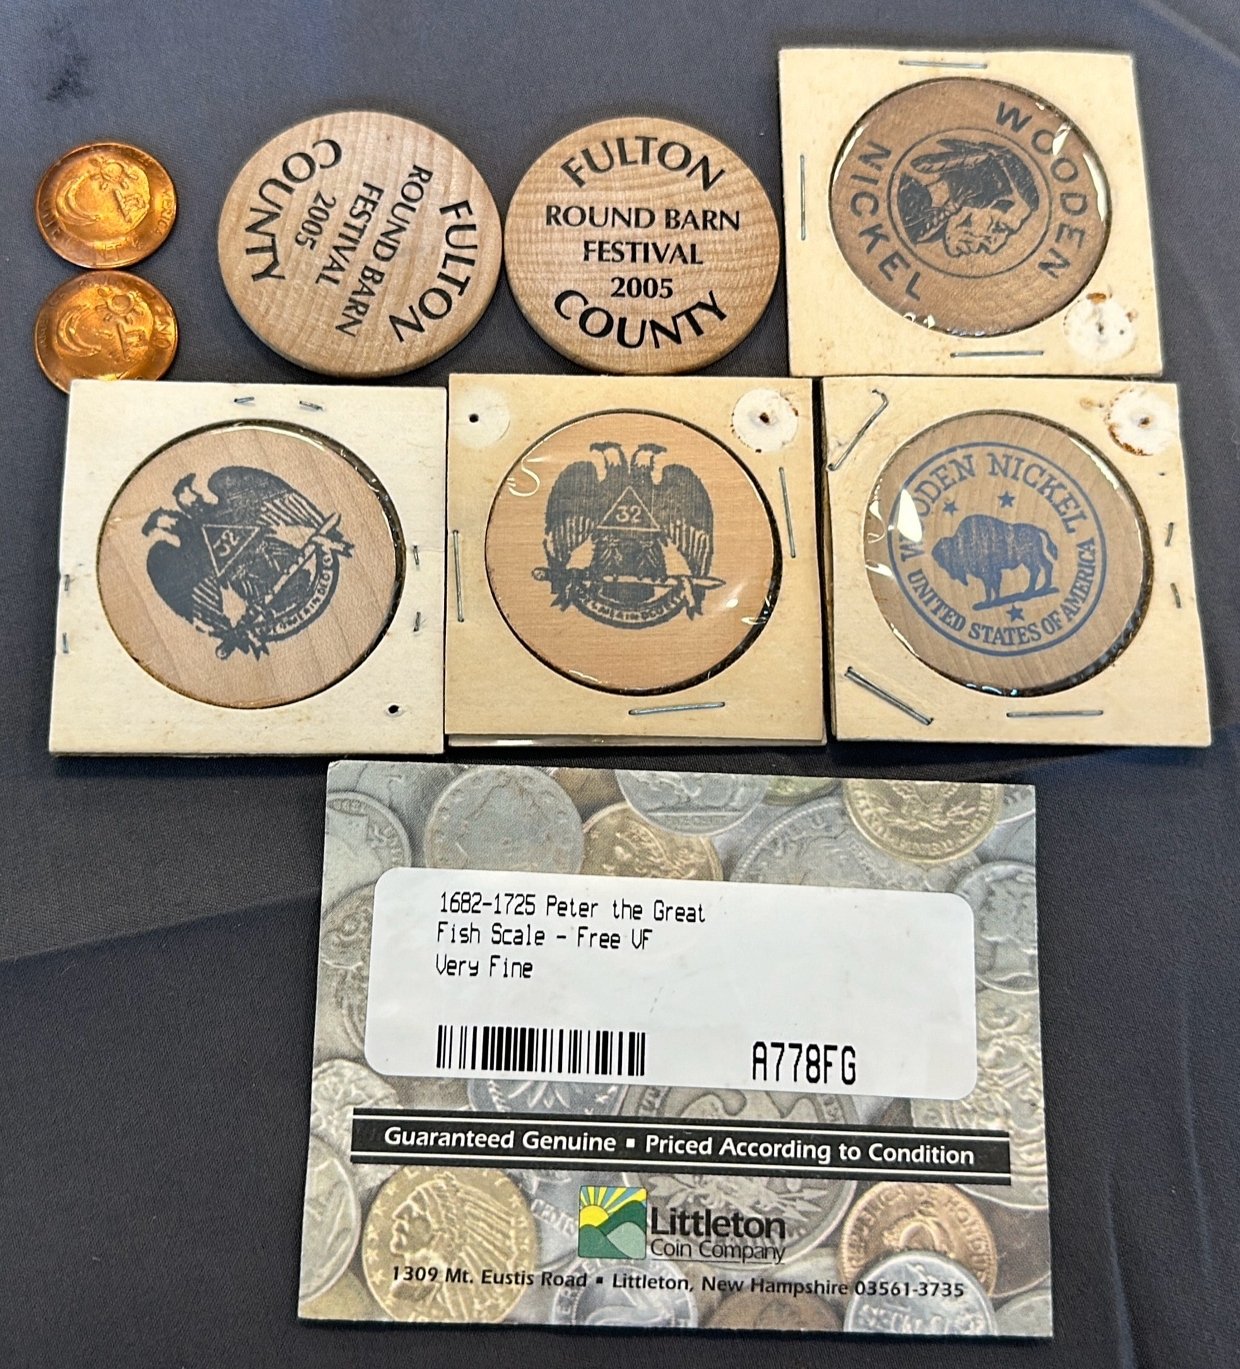 FULTON
ROUND BARN
FESTIVAL
2005
COUNTY
FULTON
ROUND BARN
FESTIVAL
2005
COUNTY
WOODEN
NICKEL
32
32
WOODEN NICKEL
UNITED STATES OF AMERICA
1682-1725 Peter the Great
Fish Scale - Free VF
Very Fine
A778FG
Guaranteed Genuine ▪ Priced According to Condition
Littleton
Coin Company
1309 Mt. Eustis Road ▪ Littleton, New Hampshire 03561-3735